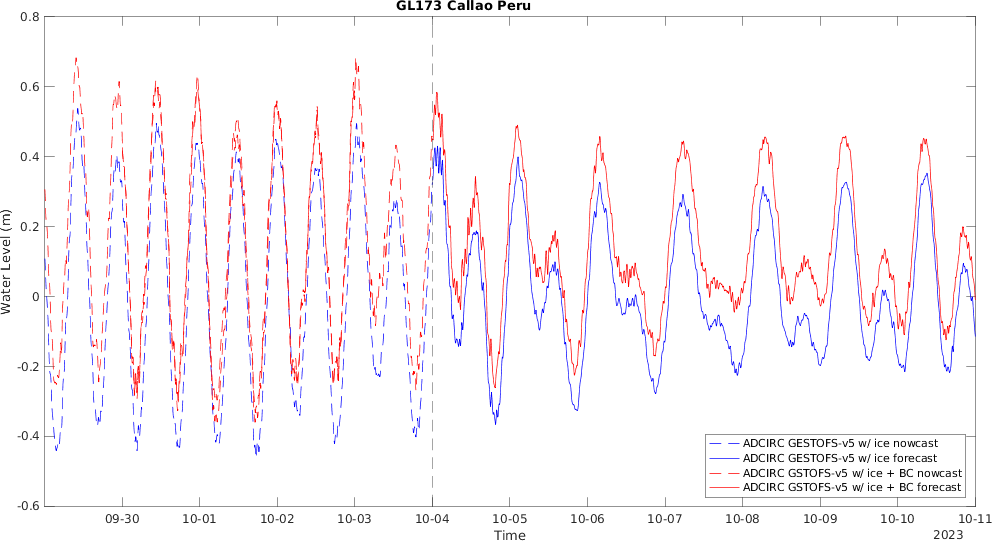 GL173 Callao Peru
0.8
0.6
0.4
0.2
0
-0.2
-0.4
-0.6
Water Level (m)
ADCIRC GESTOFS-v5 w/ ice nowcast
ADCIRC GESTOFS-v5 w/ ice forecast
ADCIRC GSTOFS-v5 w/ ice + BC nowcast
ADCIRC GSTOFS-v5 w/ ice + BC forecast
09-30 10-01 10-02 10-03 10-04 10-05 10-06 10-07 10-08 10-09 10-10 10-11
Time
2023